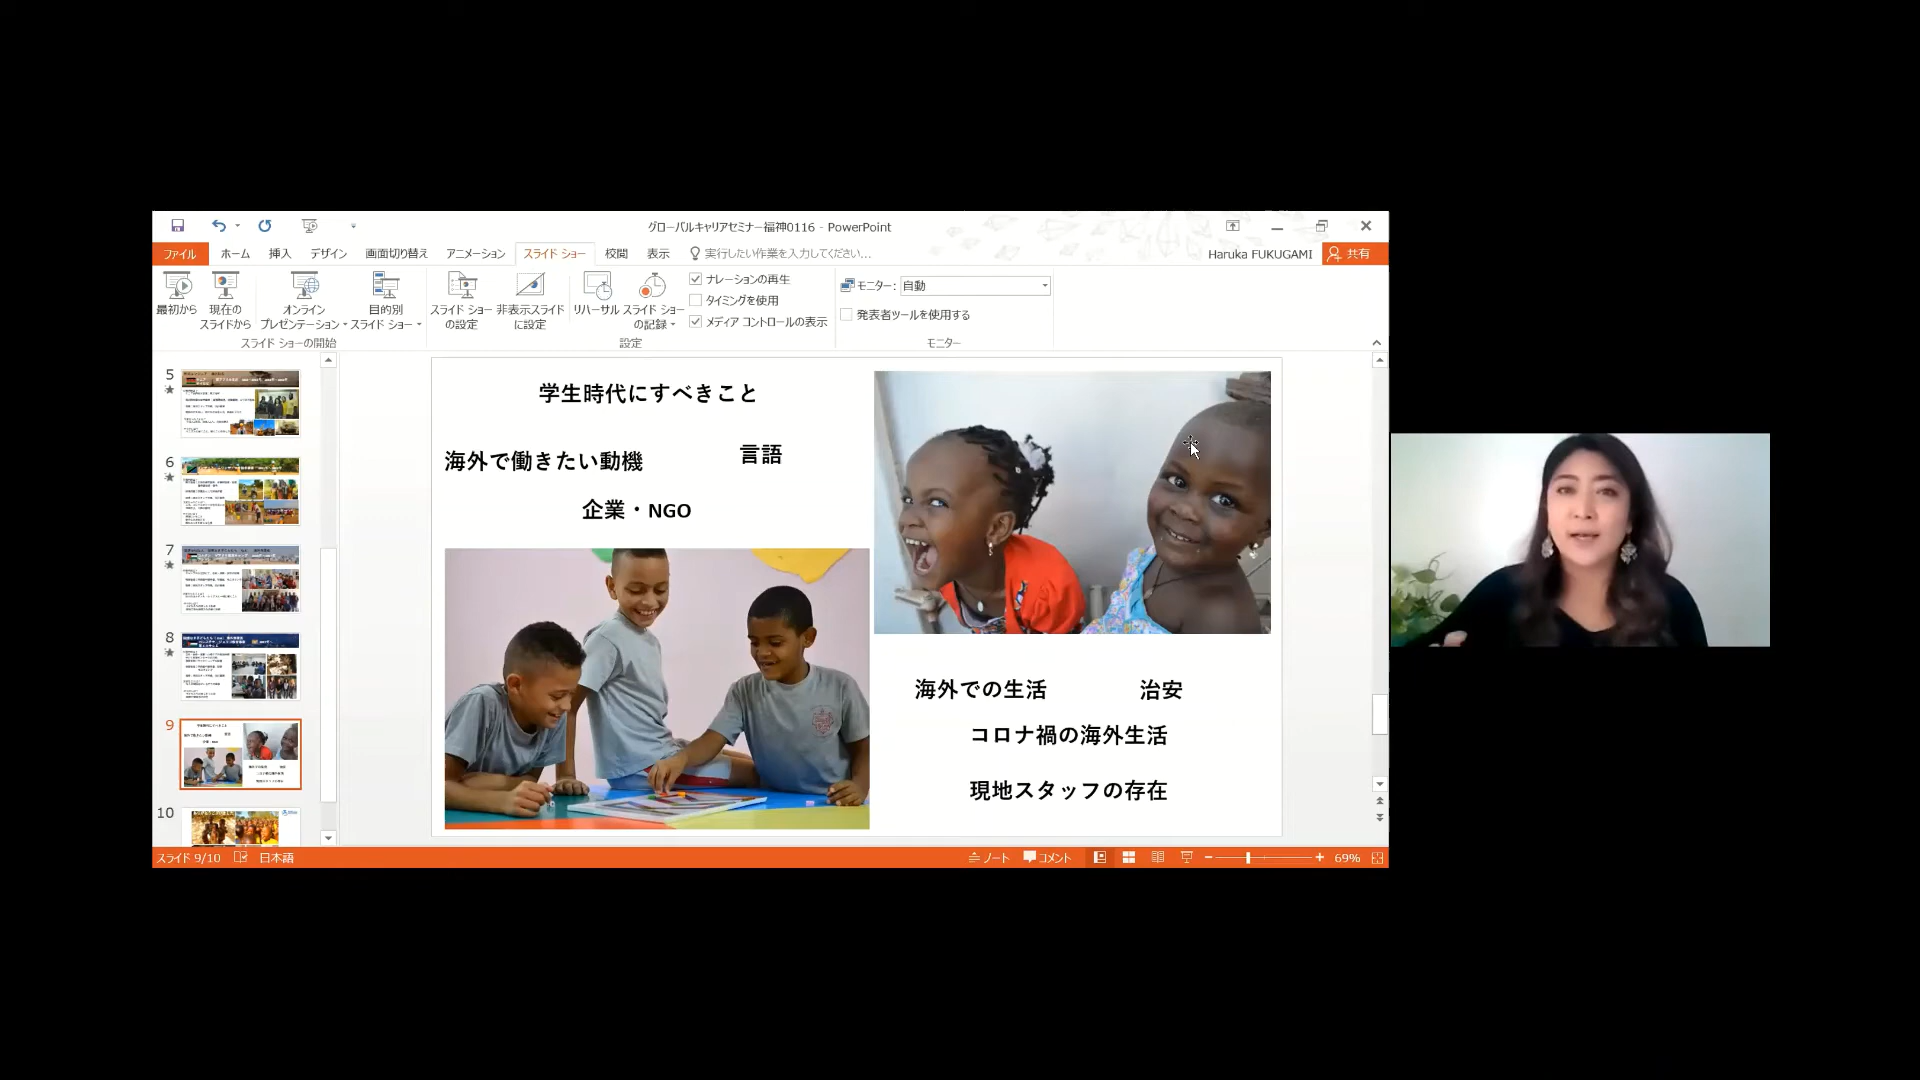 グローバルキャリアセミナー福神0116 - PowerPoint
ファイル ホーム 挿入 デザイン 画面切り替え アニメーション スライド ショー 校閲 表示 実行したい作業を入力してください... Haruka FUKUGAMI 共有
最初から
現在の
スライドから
オンライン
プレゼンテーション
目的別
スライド ショー
スライド ショーの開始
スライド ショー
の設定
非表示スライド
に設定
リハーサル
スライド ショー
の記録
ナレーションの再生
タイミングを使用
メディア コントロールの表示
設定
モニター: 自動
発表者ツールを使用する
モニター
5
6
7
8
9
10
学生時代にすべきこと
海外で働きたい動機
言語
企業・NGO
海外での生活
治安
コロナ禍の海外生活
現地スタッフの存在
スライド 9/10 日本語 ノート コメント 69%